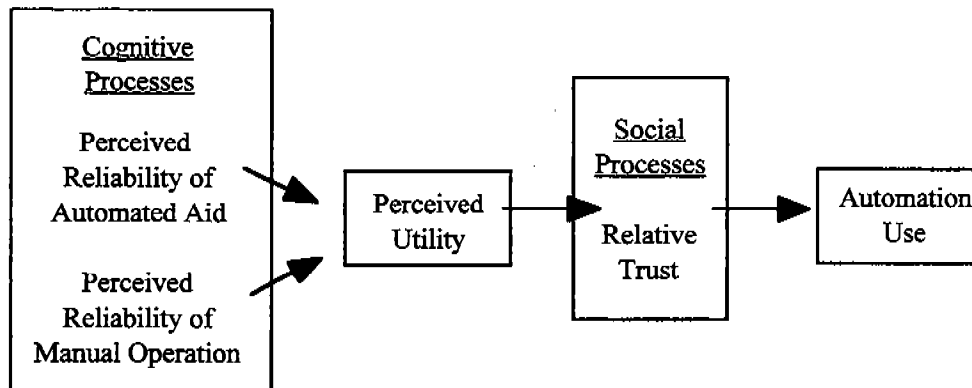 Cognitive
Processes
Perceived
Reliability of
Automated Aid
Perceived
Reliability of
Manual Operation
Perceived
Utility
Social
Processes
Relative
Trust
Automation
Use